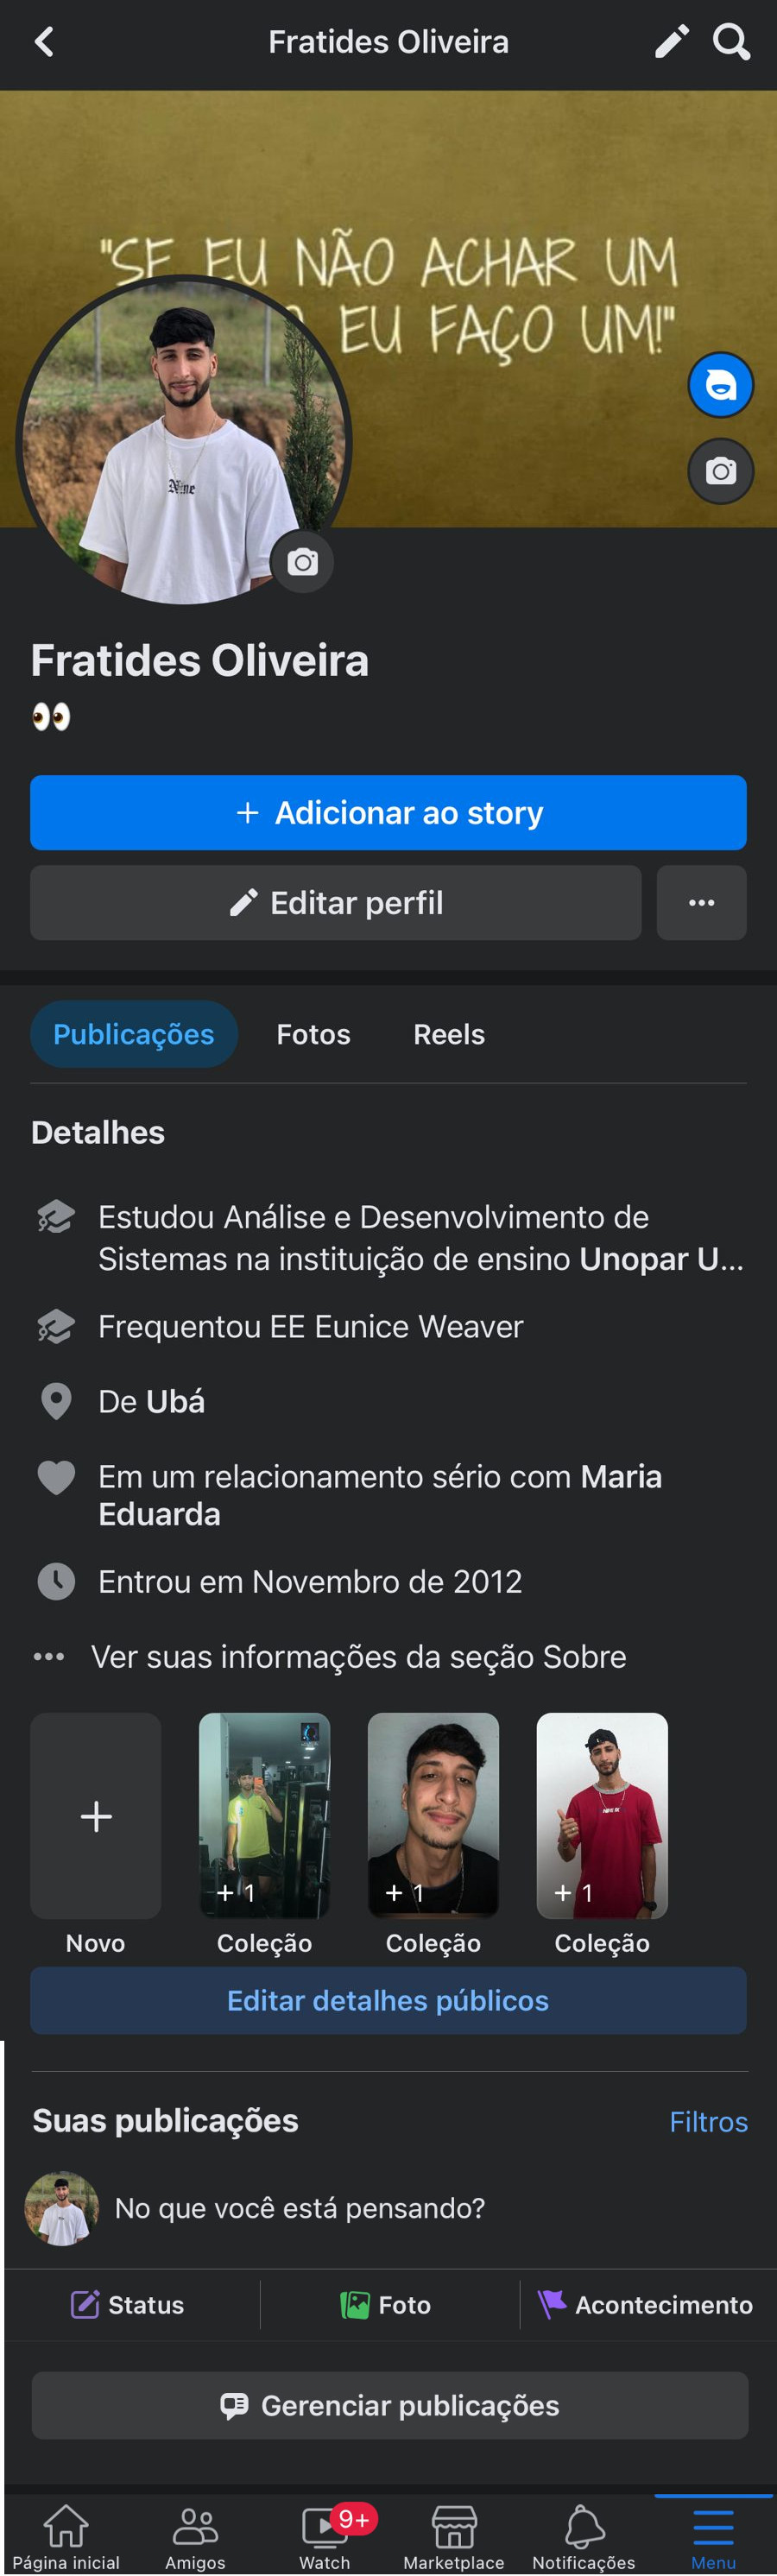 Fratides Oliveira
"SE EU NÃO ACHAR UM
EU FAÇO UM!"
Fratides Oliveira
+ Adicionar ao story
Editar perfil
...
Publicações Fotos Reels
Detalhes
Estudou Análise e Desenvolvimento de
Sistemas na instituição de ensino Unopar U...
Frequentou EE Eunice Weaver
De Ubá
Em um relacionamento sério com Maria
Eduarda
Entrou em Novembro de 2012
... Ver suas informações da seção Sobre
+ 1 + 1 + 1
Novo Coleção Coleção Coleção
Editar detalhes públicos
Suas publicações Filtros
No que você está pensando?
Status Foto Acontecimento
Gerenciar publicações
9+
Página inicial Amigos Watch Marketplace Notificações Menu